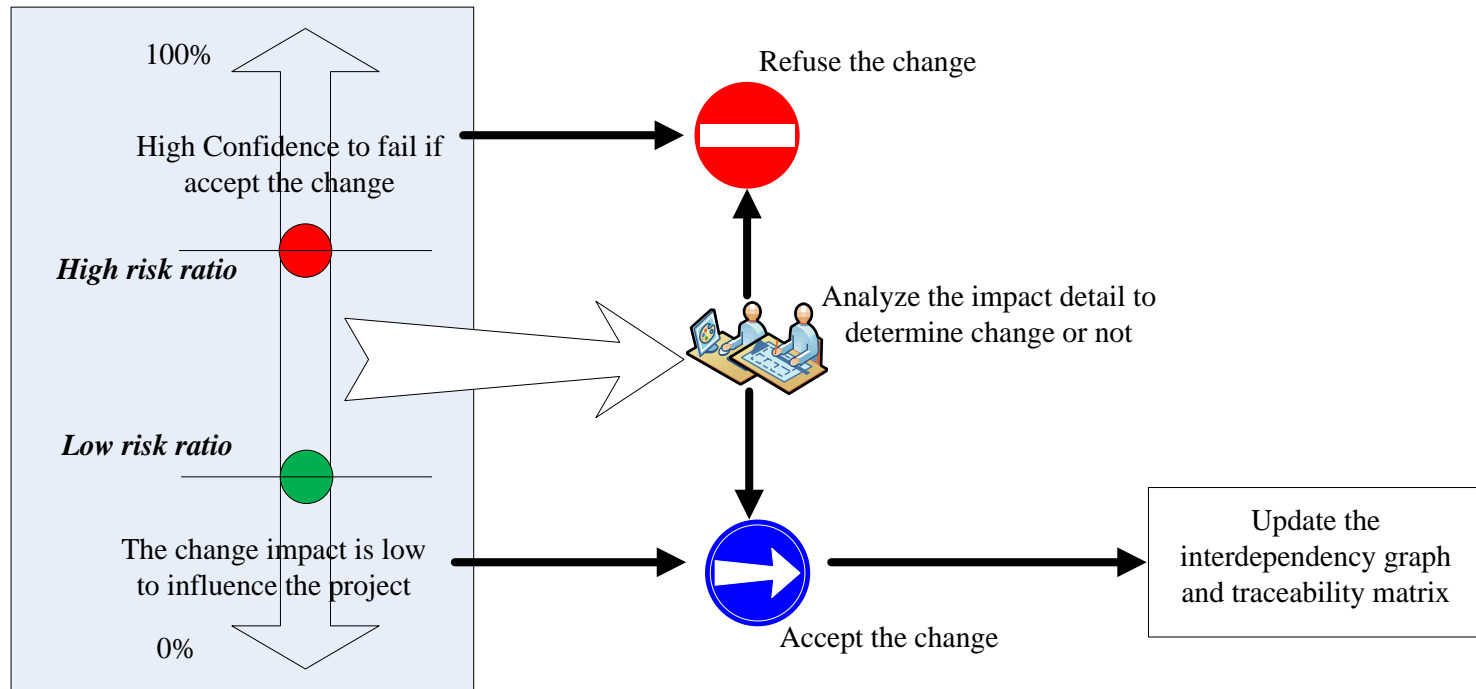 100%
High Confidence to fail if
accept the change
High risk ratio
Low risk ratio
The change impact is low
to influence the project
0%
Refuse the change
Analyze the impact detail to
determine change or not
Accept the change
Update the
interdependency graph
and traceability matrix